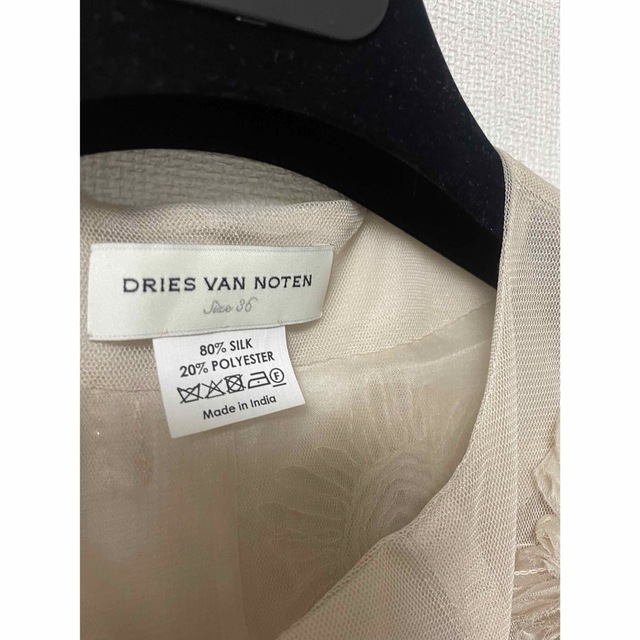 DRIES VAN NOTEN
Size 36
80% SILK
20% POLYESTER
F
Made in India